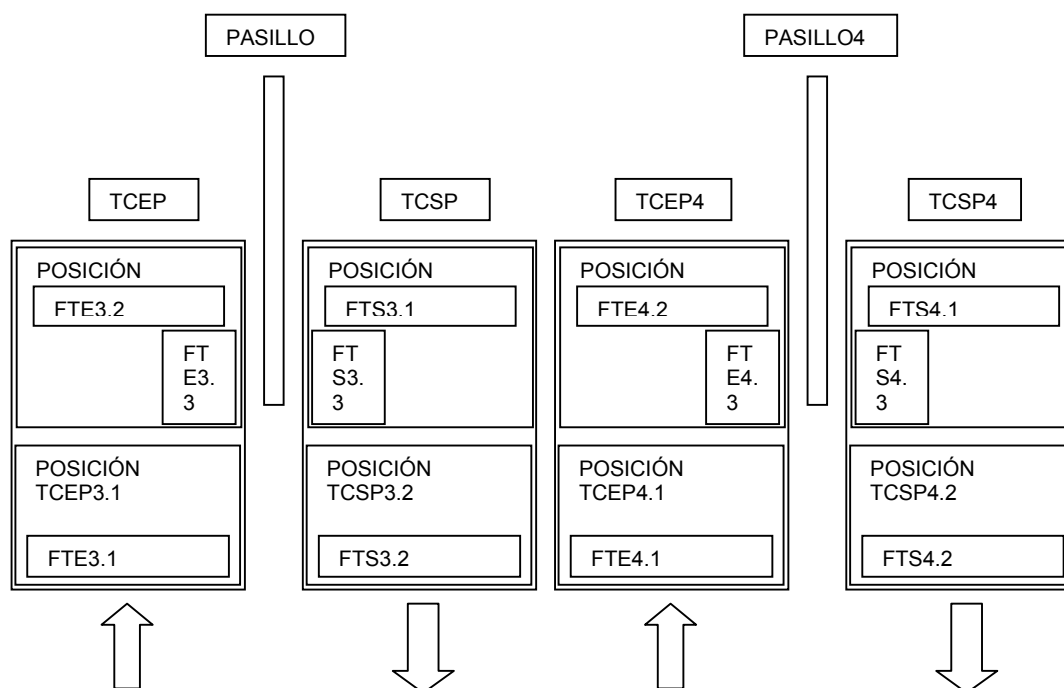 PASILLO
PASILLO4
TCEP
TCSP
TCEP4
TCSP4
POSICIÓN
FTE3.2
FT
E3.
3
POSICIÓN
TCEP3.1
FTE3.1
POSICIÓN
FTS3.1
FT
S3.
3
POSICIÓN
TCSP3.2
FTS3.2
POSICIÓN
FTE4.2
FT
E4.
3
POSICIÓN
TCEP4.1
FTE4.1
POSICIÓN
FTS4.1
FT
S4.
3
POSICIÓN
TCSP4.2
FTS4.2